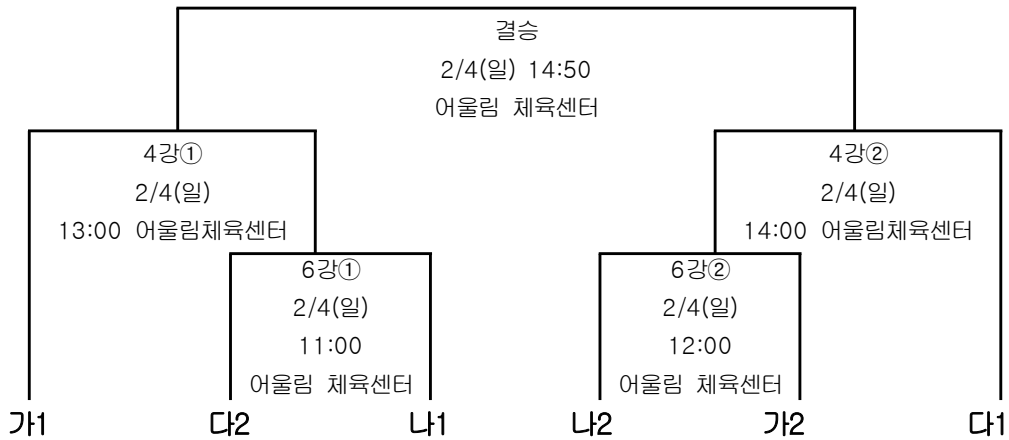 결승
2/4(일) 14:50
어울림 체육센터
4강①
2/4(일)
13:00 어울림체육센터
4강②
2/4(일)
14:00 어울림체육센터
6강①
2/4(일)
11:00
어울림 체육센터
6강②
2/4(일)
12:00
어울림 체육센터
가1 다2 나1 나2 가2 다1